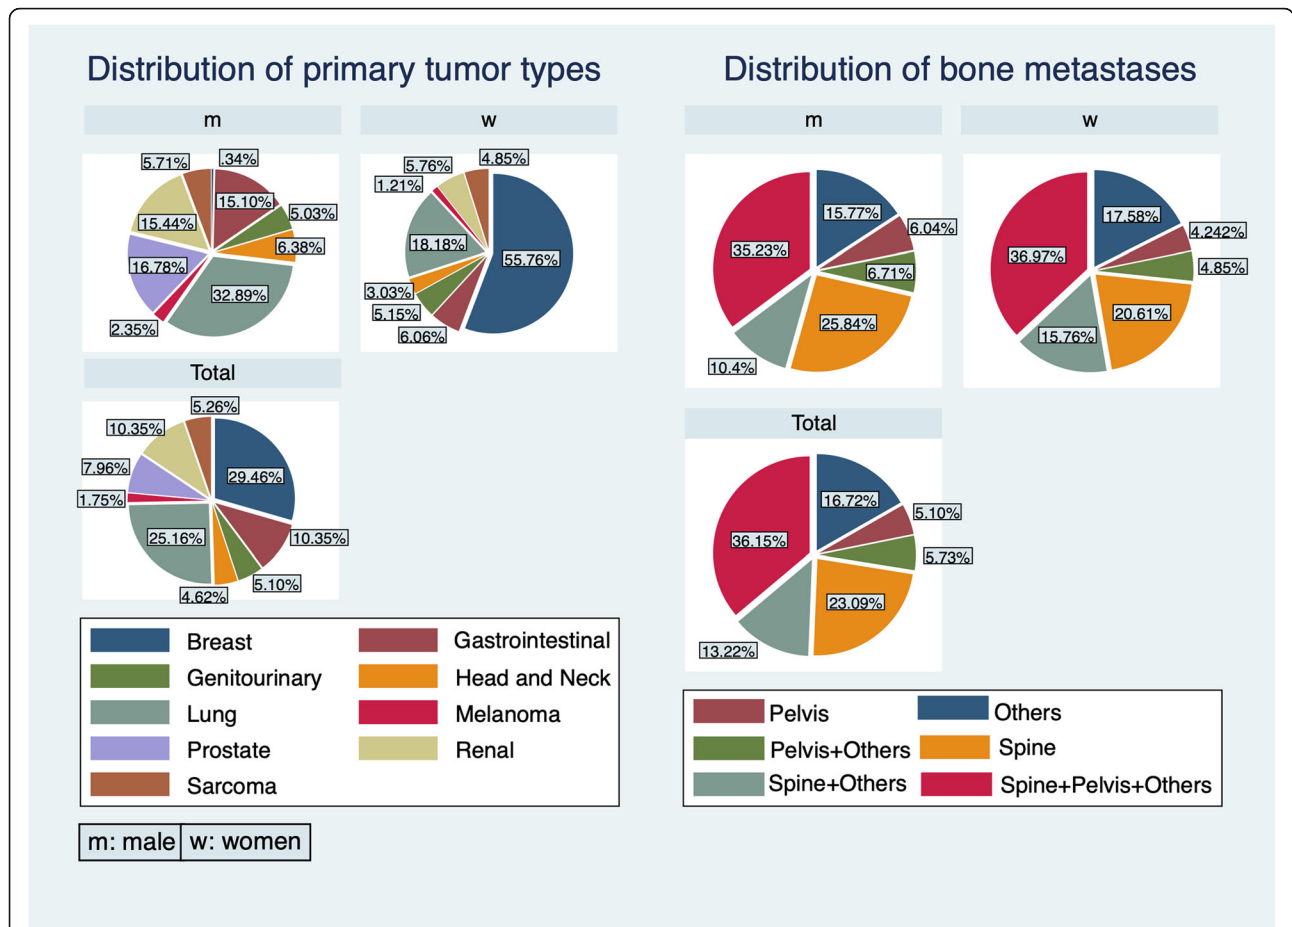 Distribution of primary tumor types
m
w
5.71%
.34%
15.10%
5.03%
6.38%
32.89%
2.35%
16.78%
15.44%
5.76%
4.85%
1.21%
18.18%
55.76%
3.03%
5.15%
6.06%
Total
5.26%
10.35%
29.46%
7.96%
1.75%
25.16%
10.35%
5.10%
4.62%
Breast
Gastrointestinal
Genitourinary
Head and Neck
Lung
Melanoma
Prostate
Renal
Sarcoma
m: male
w: women
Distribution of bone metastases
m
w
15.77%
6.04%
35.23%
6.71%
25.84%
10.4%
17.58%
4.242%
36.97%
4.85%
20.61%
15.76%
Total
16.72%
5.10%
36.15%
5.73%
23.09%
13.22%
Pelvis
Others
Pelvis+Others
Spine
Spine+Others
Spine+Pelvis+Others